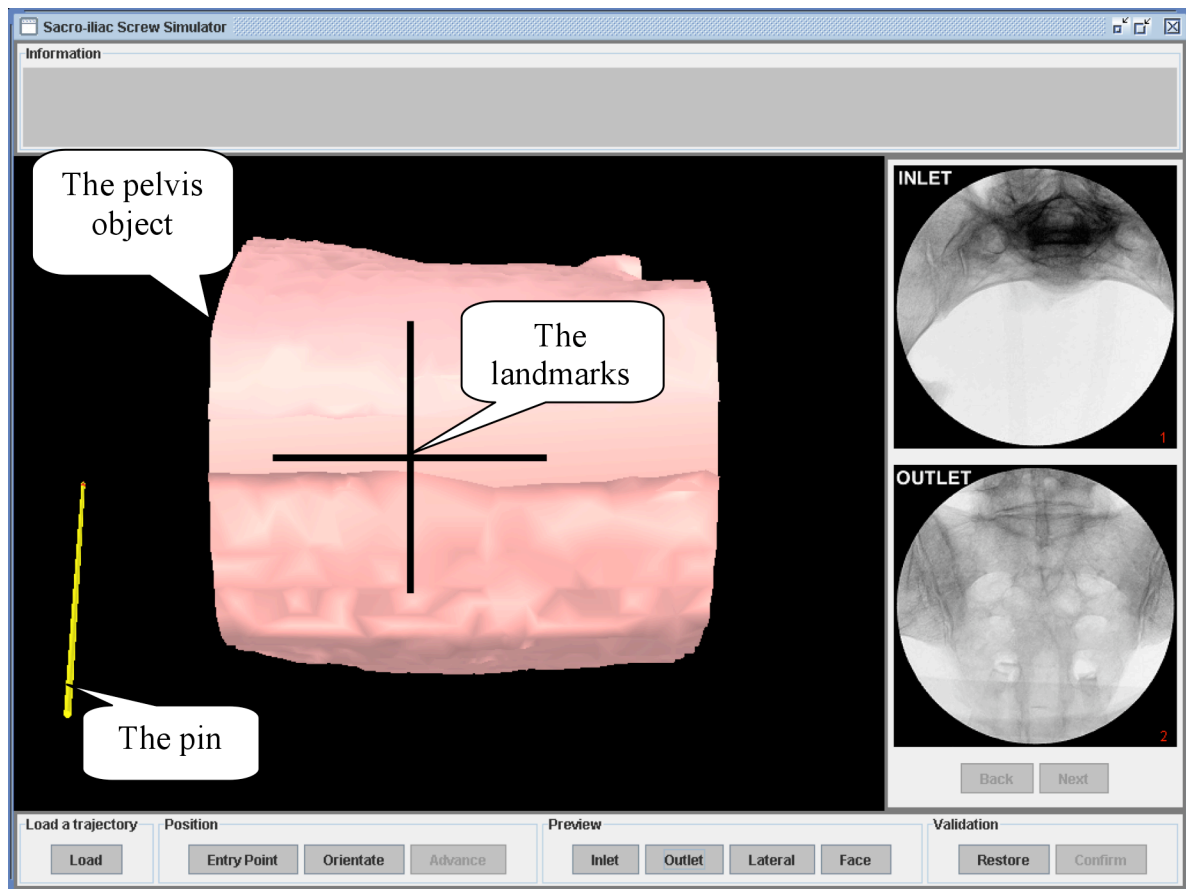 Sacro-iliac Screw Simulator
Information
The pelvis
object
The
landmarks
The pin
INLET
1
OUTLET
2
Back Next
Load a trajectory Position Preview Validation
Load Entry Point Orientate Advance Inlet Outlet Lateral Face Restore Confirm